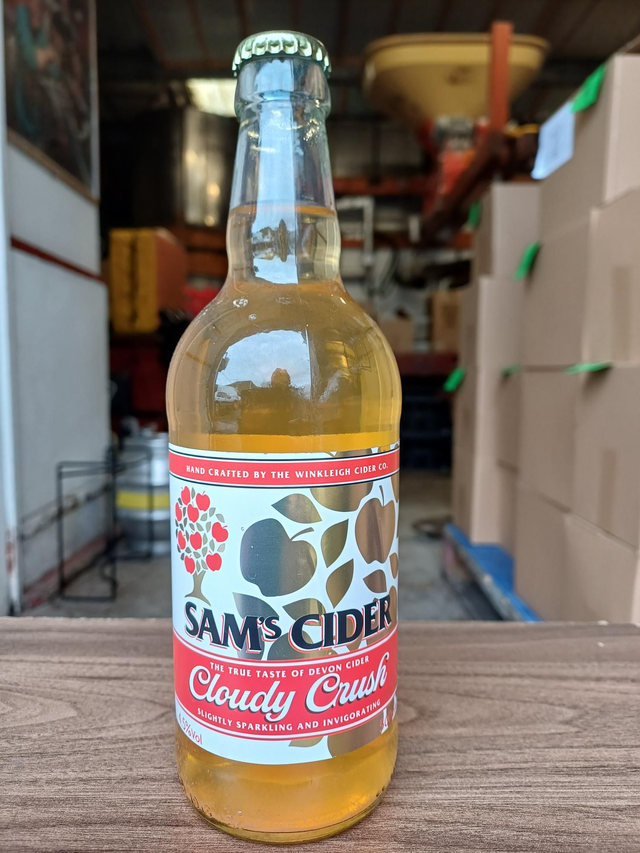 HAND CRAFTED BY THE WINKLEIGH CIDER CO.
SAM's CIDER
THE TRUE TASTE OF DEVON CIDER
Cloudy Crush
SLIGHTLY SPARKLING AND INVIGORATING